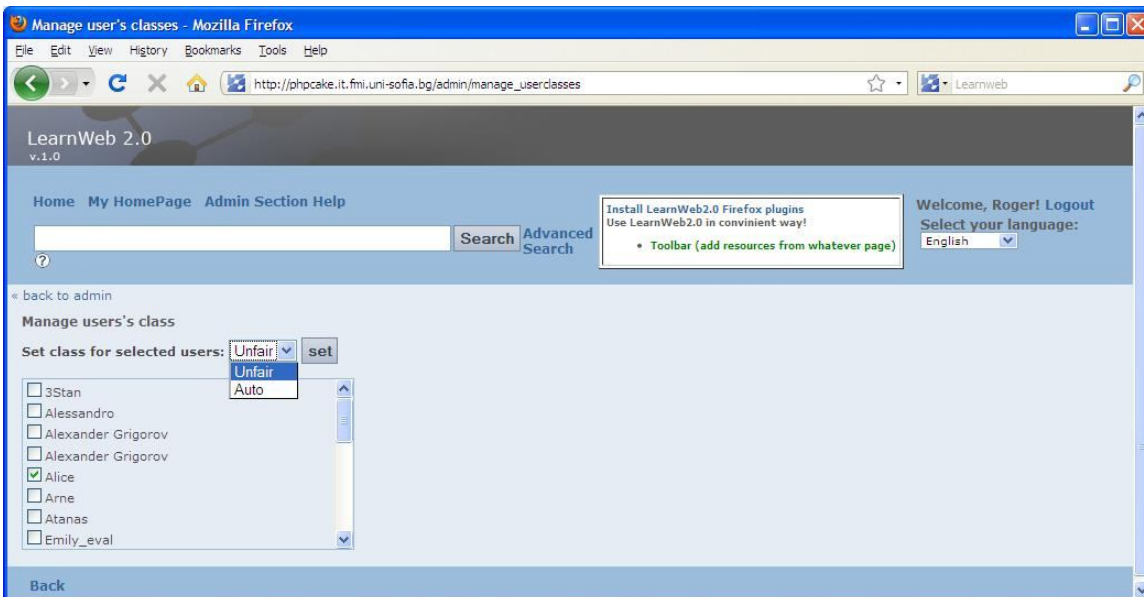 Manage user's classes - Mozilla Firefox
File Edit View History Bookmarks Tools Help
http://phpcake.it.fmi.uni-sofia.bg/admin/manage_userclasses
Learnweb
LearnWeb 2.0
v.1.0
Home My HomePage Admin Section Help
Search Advanced Search
?
Install LearnWeb2.0 Firefox plugins
Use LearnWeb2.0 in convinient way!
• Toolbar (add resources from whatever page)
Welcome, Roger! Logout
Select your language:
English
« back to admin
Manage users's class
Set class for selected users: Unfair set
Unfair
Auto
3Stan
Alessandro
Alexander Grigorov
Alexander Grigorov
Alice
Arne
Atanas
Emily_eval
Back